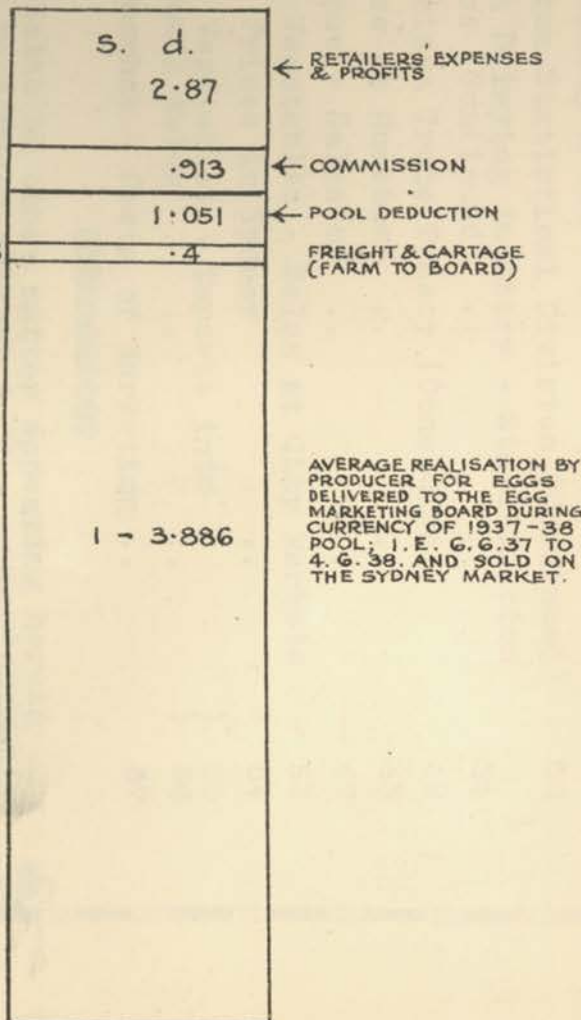 s. d.
2·87
← RETAILERS' EXPENSES
& PROFITS
·913
← COMMISSION
1·051
← POOL DEDUCTION
·4
FREIGHT & CARTAGE
(FARM TO BOARD)
1 - 3·886
AVERAGE REALISATION BY
PRODUCER FOR EGGS
DELIVERED TO THE EGG
MARKETING BOARD DURING
CURRENCY OF 1937-38
POOL; I.E. 6.6.37 TO
4.6.38. AND SOLD ON
THE SYDNEY MARKET.